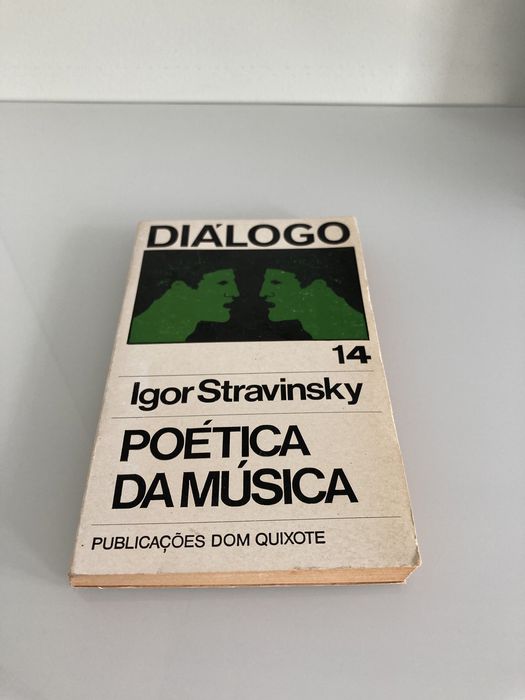 DIÁLOGO
14
Igor Stravinsky
POÉTICA
DA MÚSICA
PUBLICAÇÕES DOM QUIXOTE